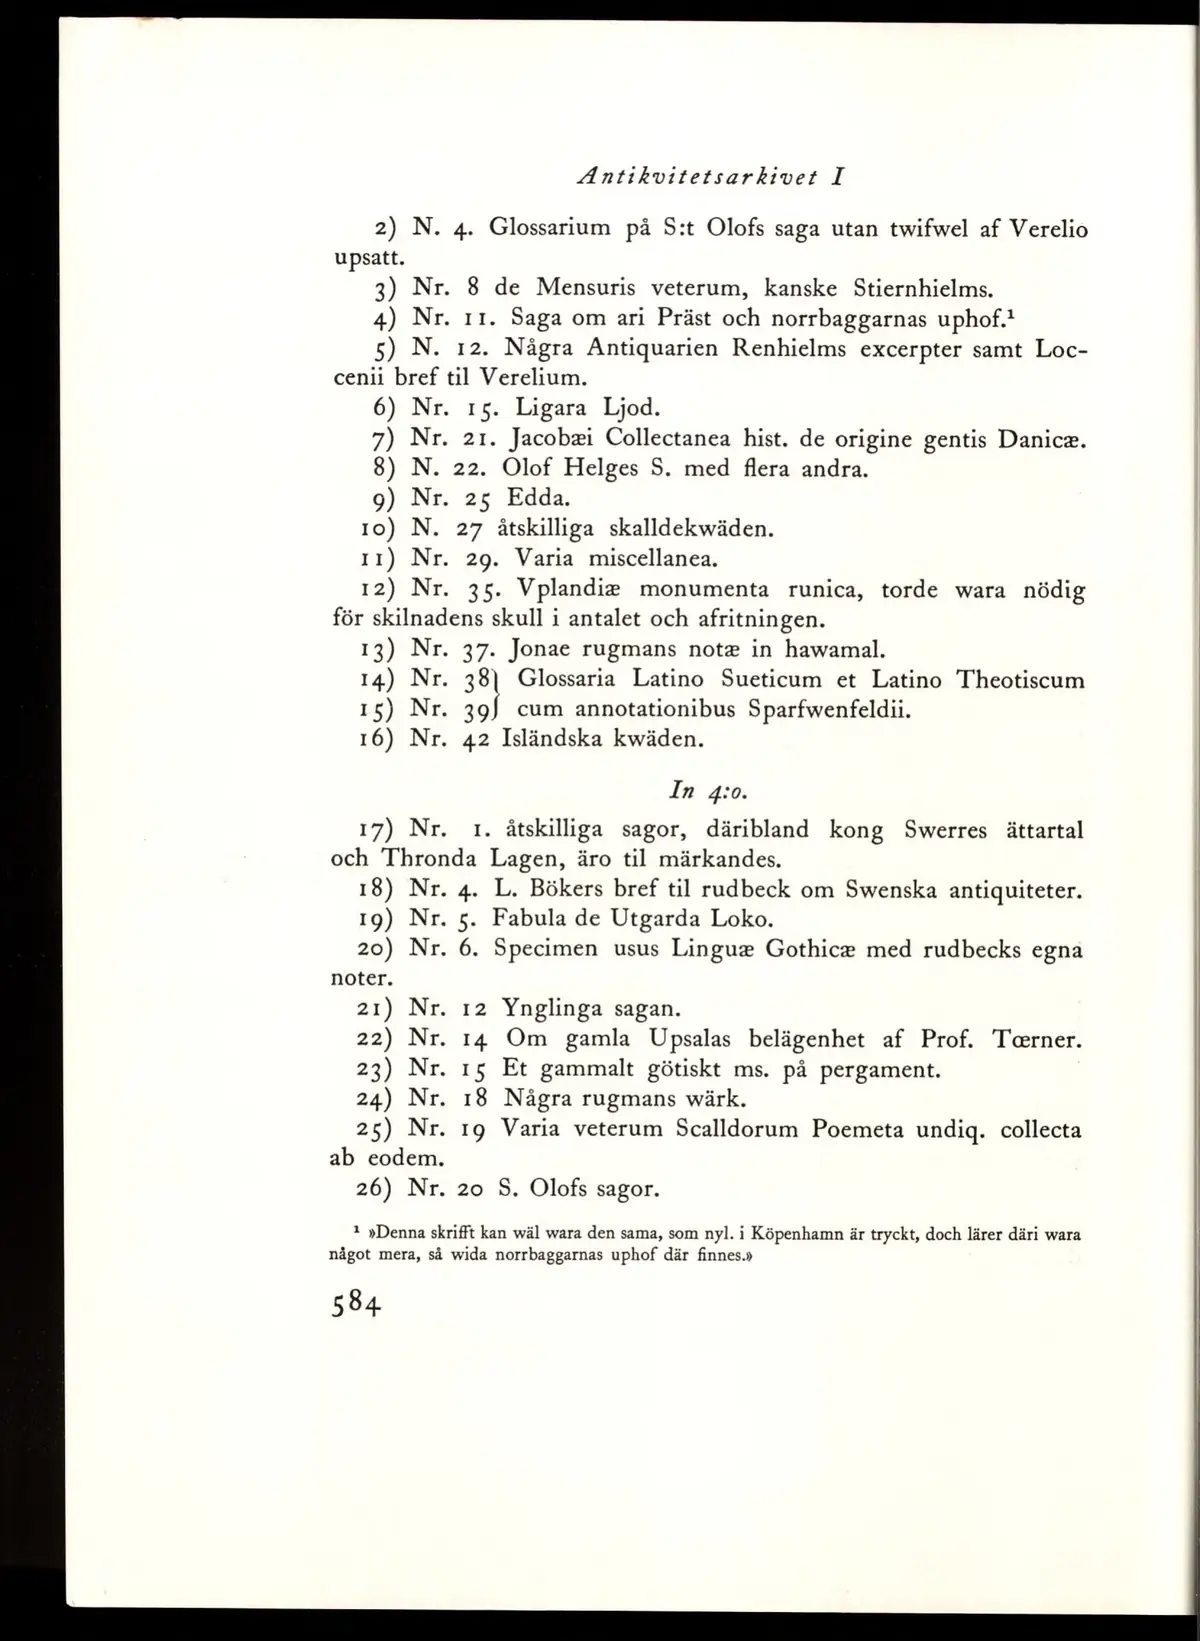 Antikvitetsarkivet I
2) N. 4. Glossarium på S:t Olofs saga utan twifwel af Verelio
upsatt.
3) Nr. 8 de Mensuris veterum, kanske Stiernhielms.
4) Nr. 11. Saga om ari Präst och norrbaggarnas uphof.¹
5) N. 12. Några Antiquarien Renhielms excerpter samt Loc-
cenii bref til Verelium.
6) Nr. 15. Ligara Ljod.
7) Nr. 21. Jacobæi Collectanea hist. de origine gentis Danicæ.
8) N. 22. Olof Helges S. med flera andra.
9) Nr. 25 Edda.
10) N. 27 åtskilliga skalldekwäden.
11) Nr. 29. Varia miscellanea.
12) Nr. 35. Vplandiæ monumenta runica, torde wara nödig
för skilnadens skull i antalet och afritningen.
13) Nr. 37. Jonae rugmans notæ in hawamal.
14) Nr. 38} Glossaria Latino Sueticum et Latino Theotiscum
15) Nr. 39} cum annotationibus Sparfwenfeldii.
16) Nr. 42 Isländska kwäden.
In 4:o.
17) Nr. 1. åtskilliga sagor, däribland kong Swerres ättartal
och Thronda Lagen, äro til märkandes.
18) Nr. 4. L. Bökers bref til rudbeck om Swenska antiquiteter.
19) Nr. 5. Fabula de Utgarda Loko.
20) Nr. 6. Specimen usus Linguæ Gothicæ med rudbecks egna
noter.
21) Nr. 12 Ynglinga sagan.
22) Nr. 14 Om gamla Upsalas belägenhet af Prof. Tœrner.
23) Nr. 15 Et gammalt götiskt ms. på pergament.
24) Nr. 18 Några rugmans wärk.
25) Nr. 19 Varia veterum Scalldorum Poemeta undiq. collecta
ab eodem.
26) Nr. 20 S. Olofs sagor.
¹ »Denna skrifft kan wäl wara den sama, som nyl. i Köpenhamn är tryckt, doch lärer däri wara
något mera, så wida norrbaggarnas uphof där finnes.»
584